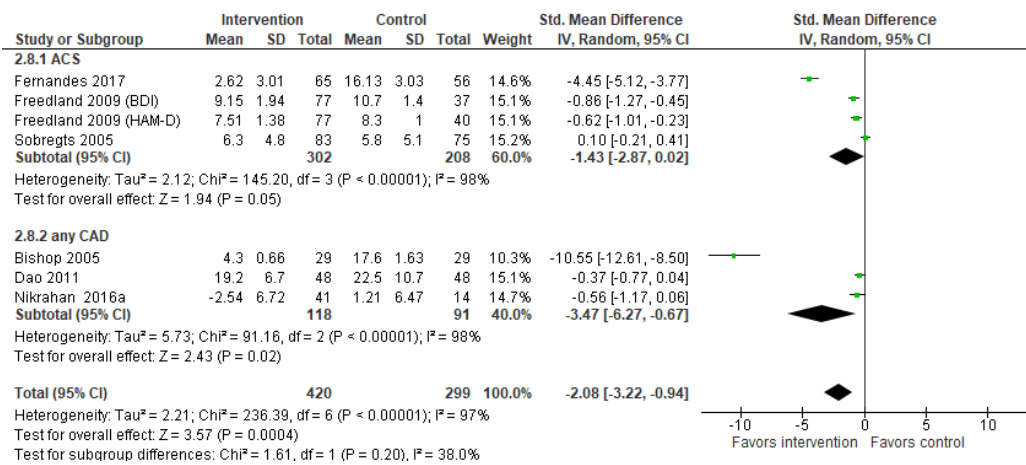 Intervention Control Std. Mean Difference Std. Mean Difference
Study or Subgroup Mean SD Total Mean SD Total Weight IV, Random, 95% CI IV, Random, 95% CI
2.8.1 ACS
Fernandes 2017 2.62 3.01 65 16.13 3.03 56 14.6% -4.45 [-5.12, -3.77]
Freedland 2009 (BDI) 9.15 1.94 77 10.7 1.4 37 15.1% -0.86 [-1.27, -0.45]
Freedland 2009 (HAM-D) 7.51 1.38 77 8.3 1 40 15.1% -0.62 [-1.01, -0.23]
Sobregts 2005 6.3 4.8 83 5.8 5.1 75 15.2% 0.10 [-0.21, 0.41]
Subtotal (95% CI) 302 208 60.0% -1.43 [-2.87, 0.02]
Heterogeneity: Tau² = 2.12; Chi² = 145.20, df = 3 (P < 0.00001); I² = 98%
Test for overall effect: Z = 1.94 (P = 0.05)
2.8.2 any CAD
Bishop 2005 4.3 0.66 29 17.6 1.63 29 10.3% -10.55 [-12.61, -8.50]
Dao 2011 19.2 6.7 48 22.5 10.7 48 15.1% -0.37 [-0.77, 0.04]
Nikrahan 2016a -2.54 6.72 41 1.21 6.47 14 14.7% -0.56 [-1.17, 0.06]
Subtotal (95% CI) 118 91 40.0% -3.47 [-6.27, -0.67]
Heterogeneity: Tau² = 5.73; Chi² = 91.16, df = 2 (P < 0.00001); I² = 98%
Test for overall effect: Z = 2.43 (P = 0.02)
Total (95% CI) 420 299 100.0% -2.08 [-3.22, -0.94]
Heterogeneity: Tau² = 2.21; Chi² = 236.39, df = 6 (P < 0.00001); I² = 97%
Test for overall effect: Z = 3.57 (P = 0.0004)
Test for subgroup differences: Chi² = 1.61, df = 1 (P = 0.20), I² = 38.0%
-10 -5 0 5 10
Favors intervention Favors control